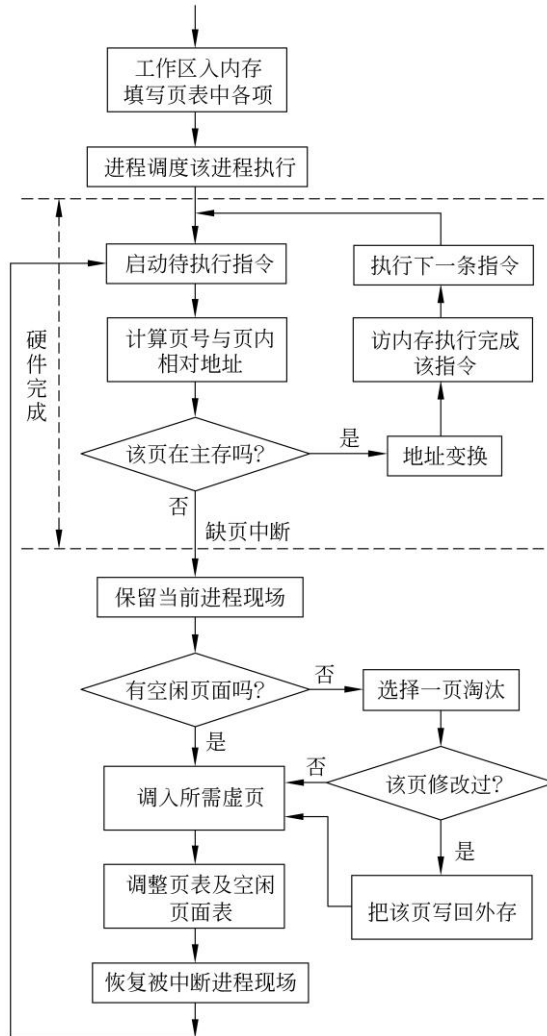 工作区入内存
填写页表中各项
进程调度该进程执行
启动待执行指令
执行下一条指令
硬件完成
计算页号与页内
相对地址
访内存执行完成
该指令
该页在主存吗?
是
地址变换
否
缺页中断
保留当前进程现场
有空闲页面吗?
否
选择一页淘汰
是
否
该页修改过?
调入所需虚页
是
调整页表及空闲
页面表
把该页写回外存
恢复被中断进程现场